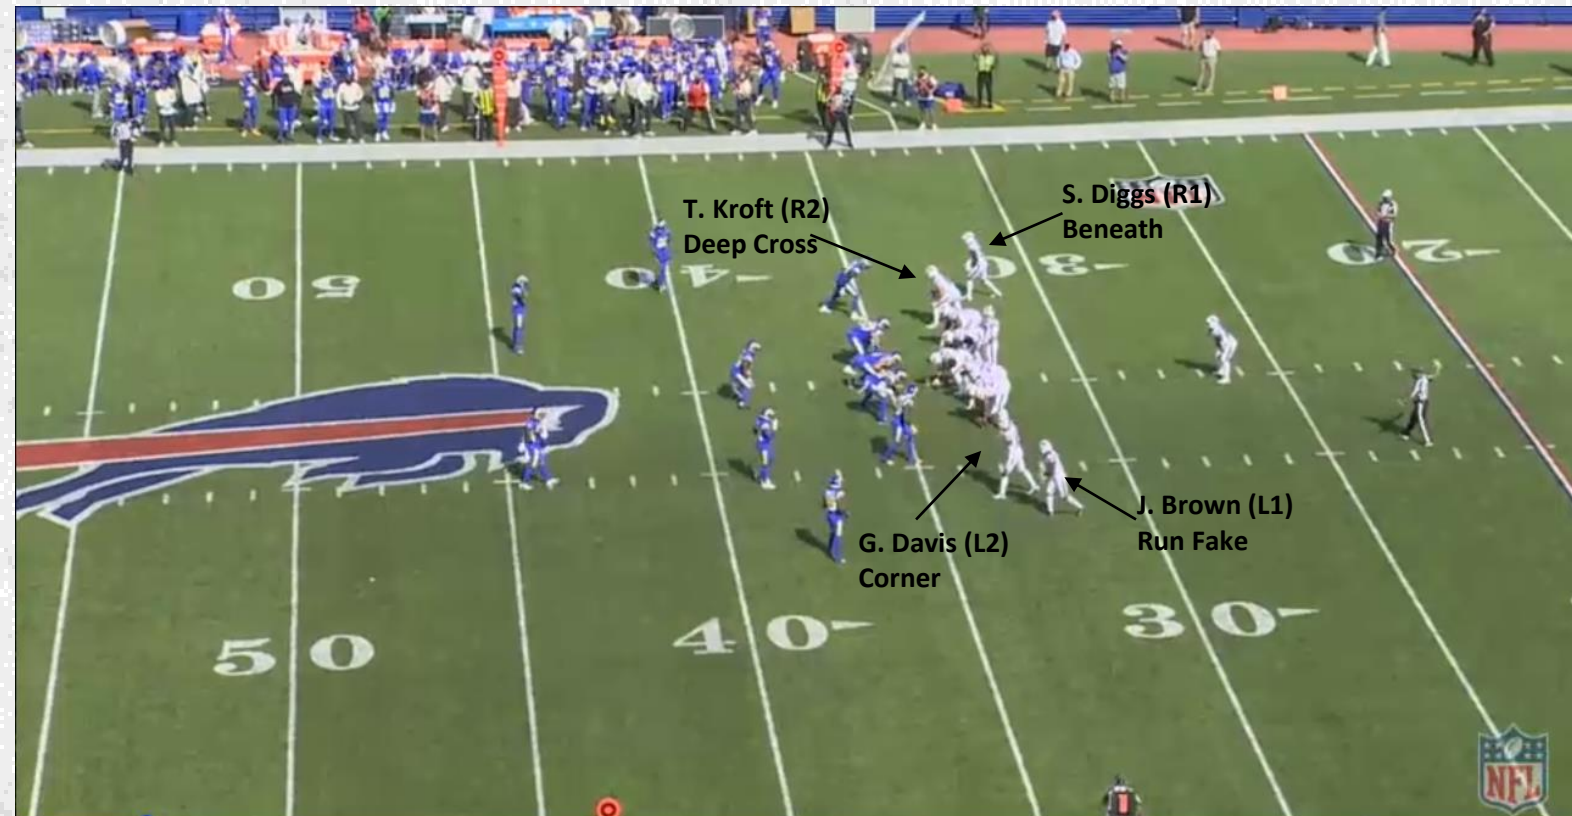 T. Kroft (R2)
Deep Cross
S. Diggs (R1)
Beneath
G. Davis (L2)
Corner
J. Brown (L1)
Run Fake
50
40
30
20
50
40
30
NFL